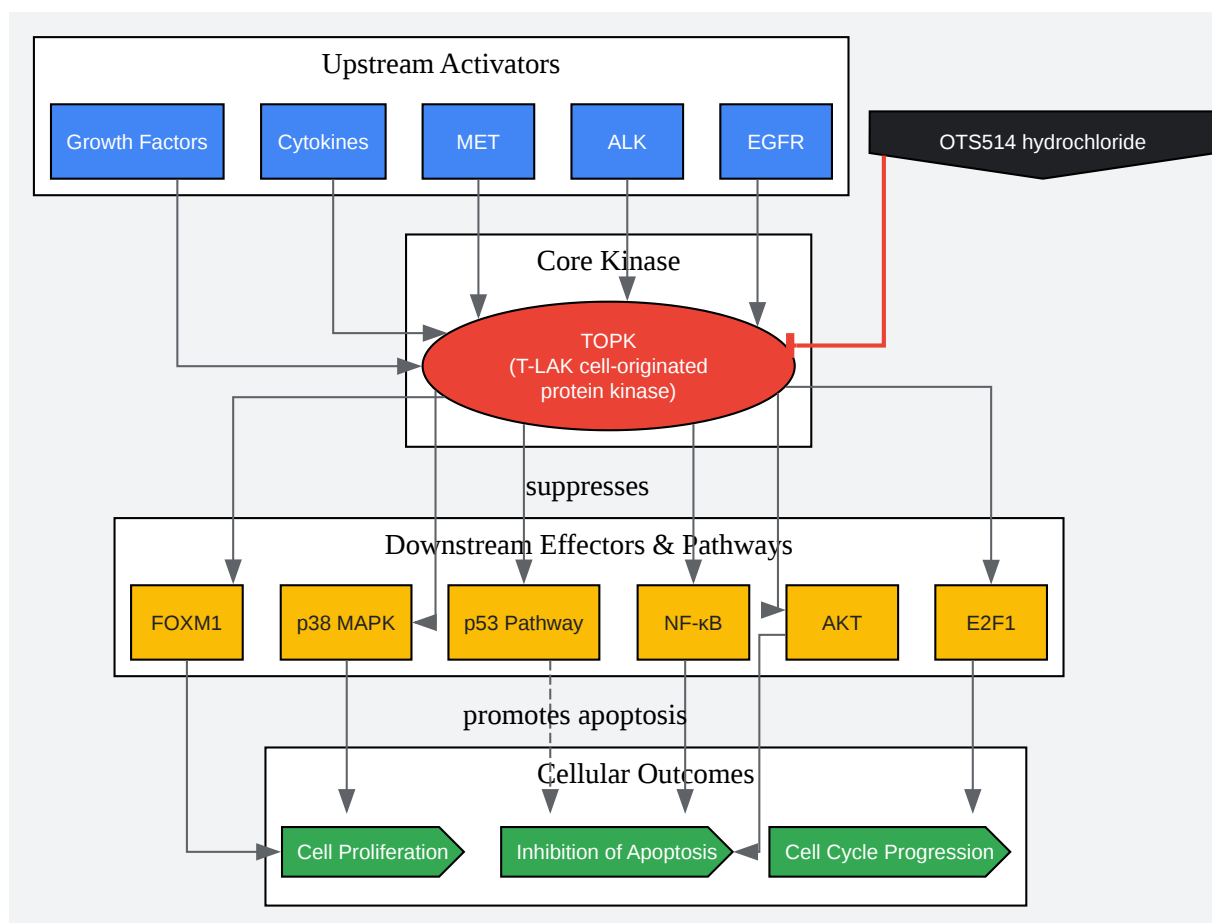 Upstream Activators
Growth Factors
Cytokines
MET
ALK
EGFR
OTS514 hydrochloride
Core Kinase
TOPK
(T-LAK cell-originated
protein kinase)
suppresses
Downstream Effectors & Pathways
FOXM1
p38 MAPK
p53 Pathway
NF-κB
AKT
E2F1
promotes apoptosis
Cellular Outcomes
Cell Proliferation
Inhibition of Apoptosis
Cell Cycle Progression